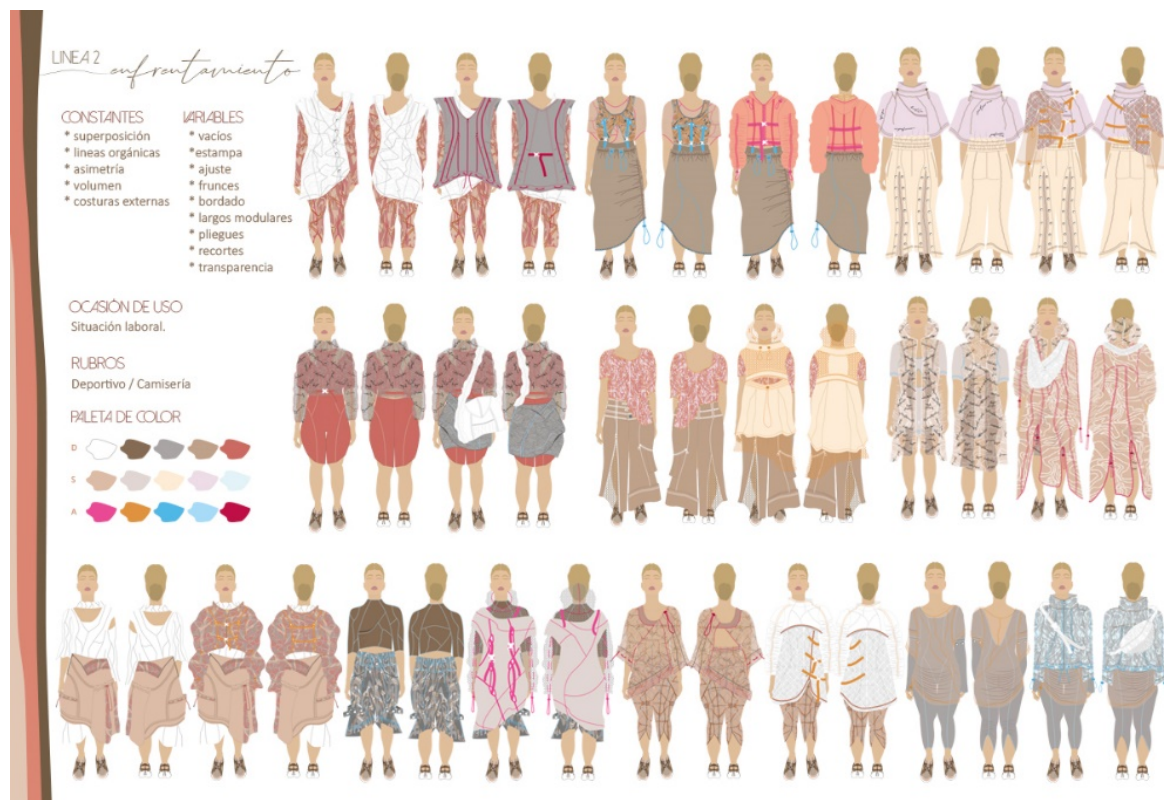 LINEA 2
enfrentamiento
CONSTANTES
* superposición
* lineas orgánicas
* asimetría
* volumen
* costuras externas
VARIABLES
* vacíos
*estampa
* ajuste
* frunces
* bordado
* largos modulares
* pliegues
* recortes
* transparencia
OCASIÓN DE USO
Situación laboral.
RUBROS
Deportivo / Camisería
PALETA DE COLOR
D
S
A